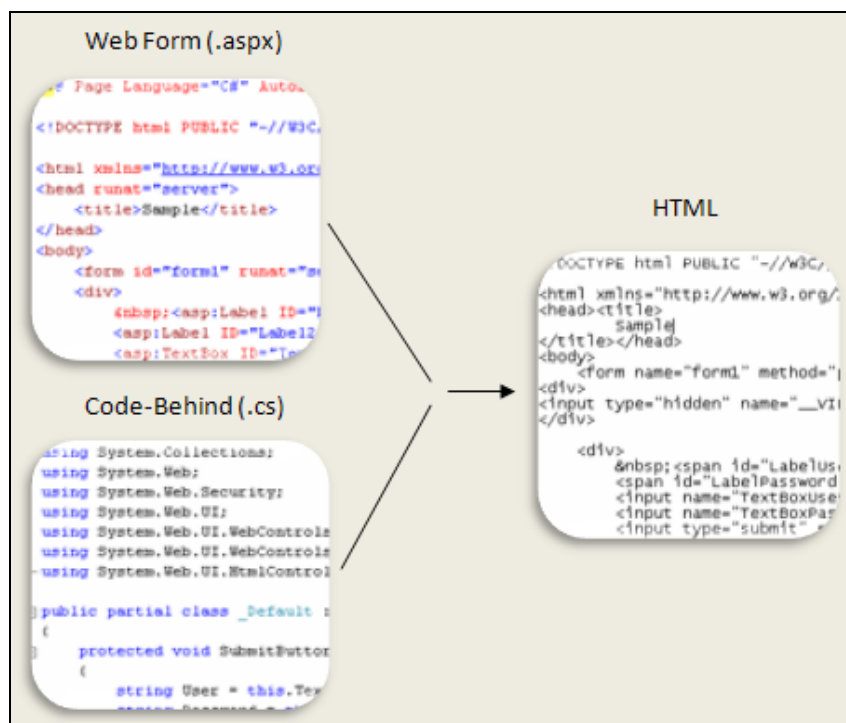 Web Form (.aspx)
Page Language="C#"
<!DOCTYPE html PUBLIC "-//W3C/
<html xmlns="http://www.w3.or
<head runat="server">
<title>Sample</title>
</head>
<body>
<form id="form1" runat="se
<div>
&nbsp;<asp:Label ID="
<asp:Label ID="Label2
<asp:TextBox ID="Te
Code-Behind (.cs)
using System.Collections;
using System.Web;
using System.Web.Security;
using System.Web.UI;
using System.Web.UI.WebControls
using System.Web.UI.WebControls
using System.Web.UI.HtmlControl
public partial class _Default :
{
protected void SubmitButton
{
string User = this.Tex
string Password =
HTML
DOCTYPE html PUBLIC "-//W3C/
<html xmlns="http://www.w3.org/
<head><title>
Sample
</title></head>
<body>
<form name="form1" method="p
<div>
<input type="hidden" name="__VI
</div>
<div>
&nbsp;<span id="LabelUs
<span id="LabelPassword
<input name="TextBoxUse
<input name="TextBoxPas
<input type="submit"